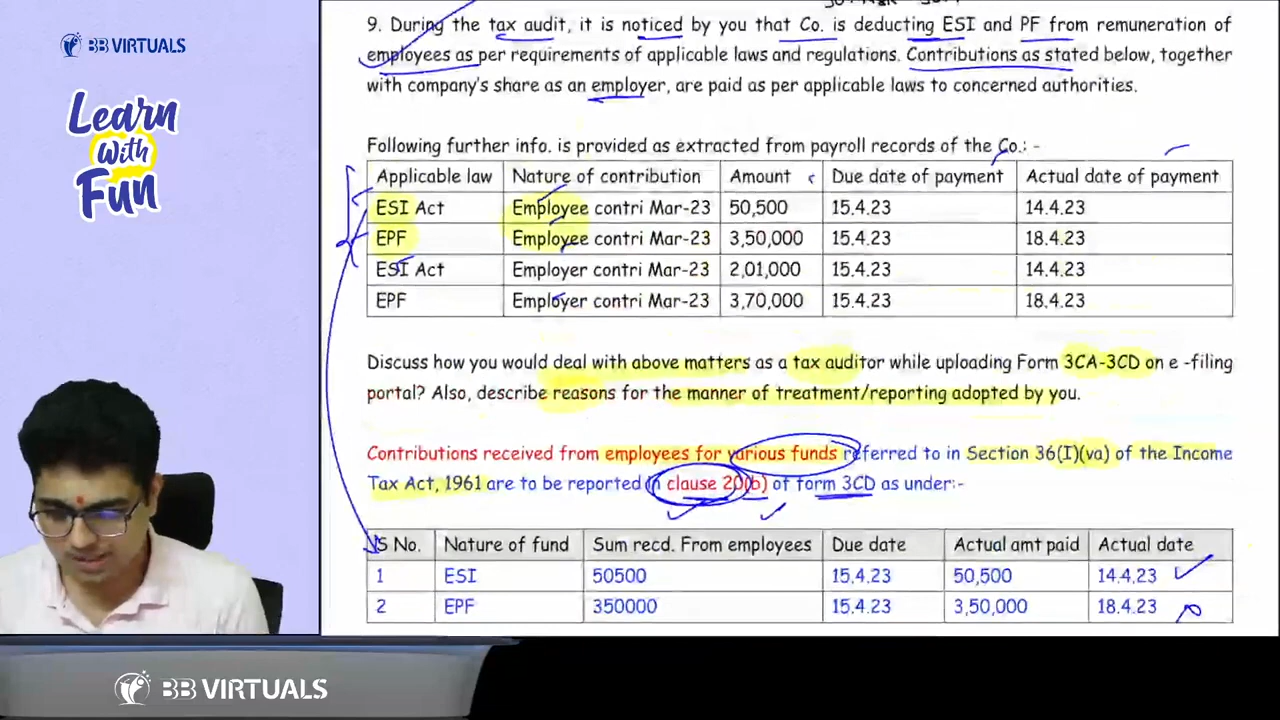 BB VIRTUALS
Learn
With
Fun
9. During the tax audit, it is noticed by you that Co. is deducting ESI and PF from remuneration of
employees as per requirements of applicable laws and regulations. Contributions as stated below, together
with company's share as an employer, are paid as per applicable laws to concerned authorities.
Following further info. is provided as extracted from payroll records of the Co.: -
Applicable law Nature of contribution Amount Due date of payment Actual date of payment
ESI Act Employee contri Mar-23 50,500 15.4.23 14.4.23
EPF Employee contri Mar-23 3,50,000 15.4.23 18.4.23
ESI Act Employer contri Mar-23 2,01,000 15.4.23 14.4.23
EPF Employer contri Mar-23 3,70,000 15.4.23 18.4.23
Discuss how you would deal with above matters as a tax auditor while uploading Form 3CA-3CD on e -filing
portal? Also, describe reasons for the manner of treatment/reporting adopted by you.
Contributions received from employees for various funds referred to in Section 36(I)(va) of the Income
Tax Act, 1961 are to be reported in clause 20(b) of form 3CD as under:-
S No. Nature of fund Sum recd. From employees Due date Actual amt paid Actual date
1 ESI 50500 15.4.23 50,500 14.4.23
2 EPF 350000 15.4.23 3,50,000 18.4.23
BB VIRTUALS